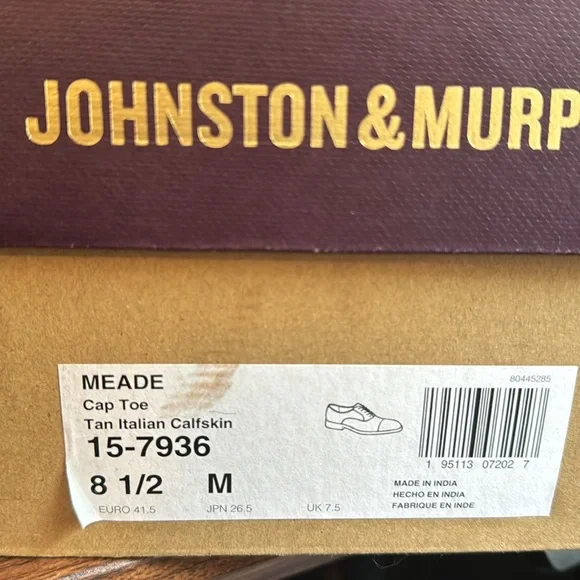 JOHNSTON & MURP
MEADE
80445285
Cap Toe
Tan Italian Calfskin
15-7936
8 1/2 M
1 95113 07202 7
EURO 41.5 JPN 26.5 UK 7.5
MADE IN INDIA
HECHO EN INDIA
FABRIQUE EN INDE